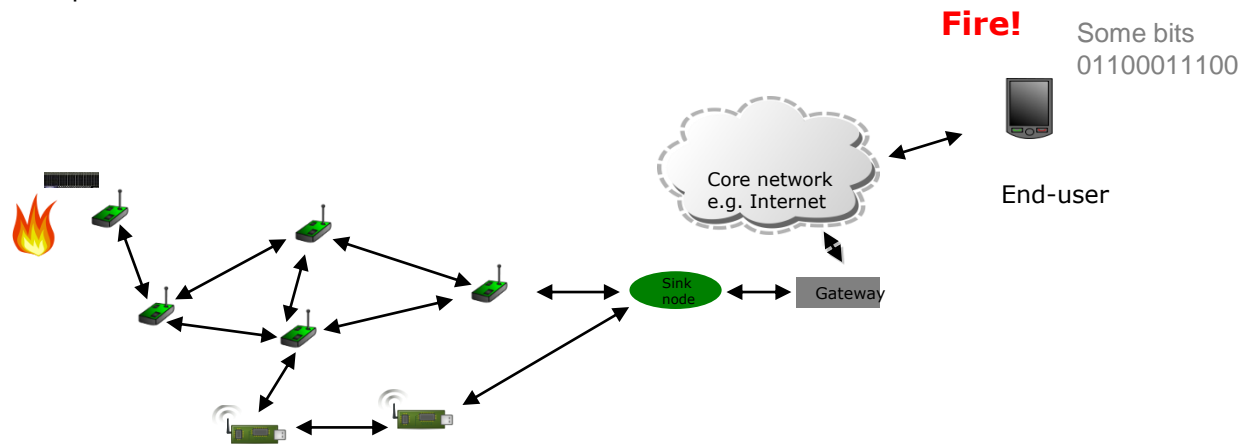 Fire!
Some bits
01100011100
Core network
e.g. Internet
End-user
Sink
node
Gateway